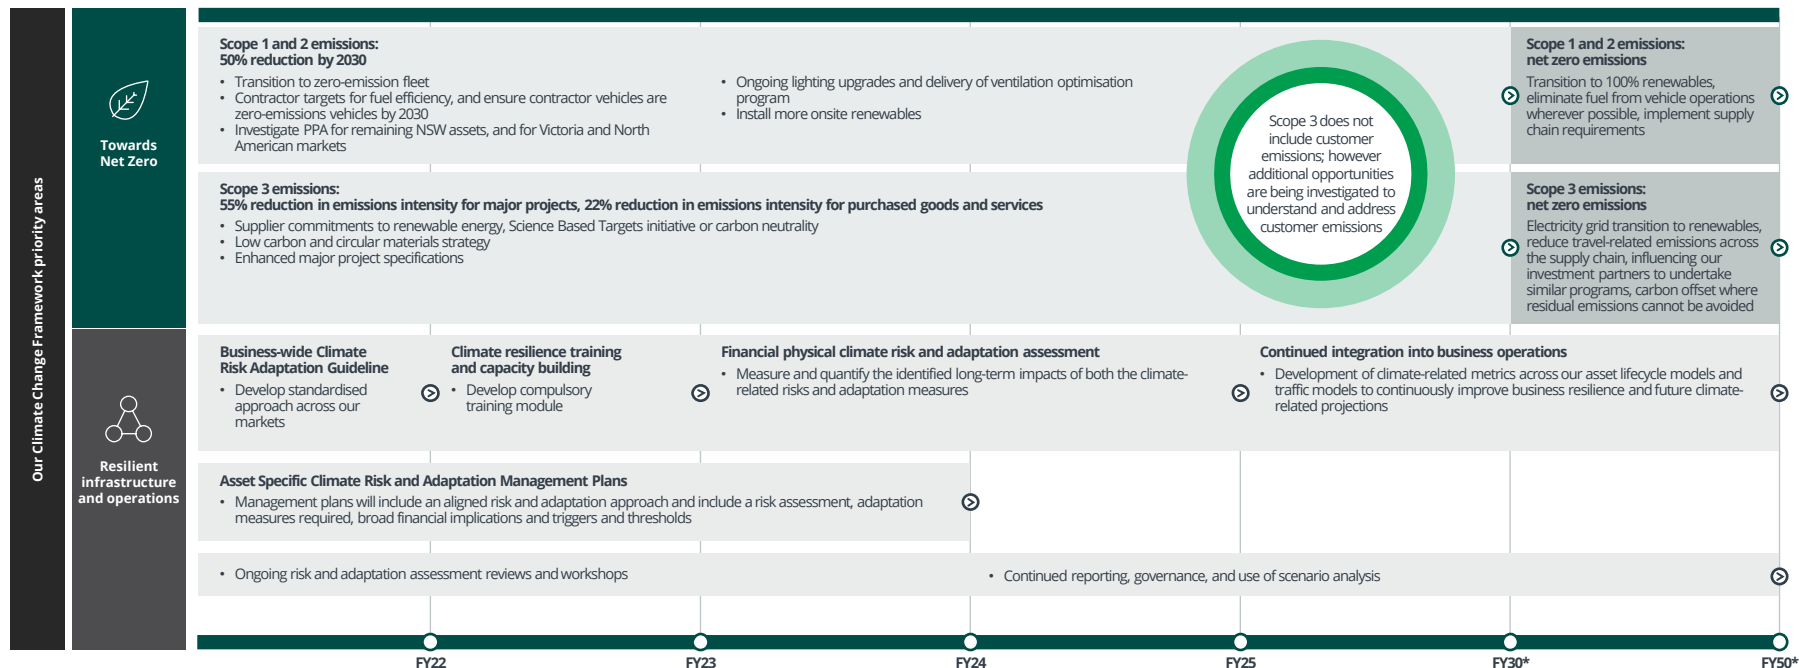 Our Climate Change Framework priority areas
Towards
Net Zero
Scope 1 and 2 emissions:
50% reduction by 2030
• Transition to zero-emission fleet
• Contractor targets for fuel efficiency, and ensure contractor vehicles are
zero-emissions vehicles by 2030
• Investigate PPA for remaining NSW assets, and for Victoria and North
American markets
• Ongoing lighting upgrades and delivery of ventilation optimisation
program
• Install more onsite renewables
Scope 3 does not
include customer
emissions; however
additional opportunities
are being investigated to
understand and address
customer emissions
Scope 1 and 2 emissions:
net zero emissions
Transition to 100% renewables,
eliminate fuel from vehicle operations
wherever possible, implement supply
chain requirements
Scope 3 emissions:
55% reduction in emissions intensity for major projects, 22% reduction in emissions intensity for purchased goods and services
• Supplier commitments to renewable energy, Science Based Targets initiative or carbon neutrality
• Low carbon and circular materials strategy
• Enhanced major project specifications
Scope 3 emissions:
net zero emissions
Electricity grid transition to renewables,
reduce travel-related emissions across
the supply chain, influencing our
investment partners to undertake
similar programs, carbon offset where
residual emissions cannot be avoided
Resilient
infrastructure
and operations
Business-wide Climate
Risk Adaptation Guideline
• Develop standardised
approach across our
markets
Climate resilience training
and capacity building
• Develop compulsory
training module
Financial physical climate risk and adaptation assessment
• Measure and quantify the identified long-term impacts of both the climate-
related risks and adaptation measures
Continued integration into business operations
• Development of climate-related metrics across our asset lifecycle models and
traffic models to continuously improve business resilience and future climate-
related projections
Asset Specific Climate Risk and Adaptation Management Plans
• Management plans will include an aligned risk and adaptation approach and include a risk assessment, adaptation
measures required, broad financial implications and triggers and thresholds
• Ongoing risk and adaptation assessment reviews and workshops
• Continued reporting, governance, and use of scenario analysis
FY22
FY23
FY24
FY25
FY30*
FY50*